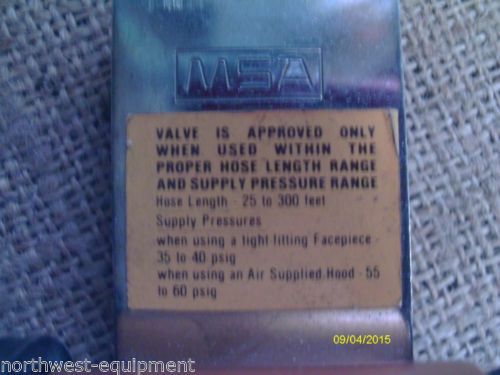 MSA
VALVE IS APPROVED ONLY
WHEN USED WITHIN THE
PROPER HOSE LENGTH RANGE
AND SUPPLY PRESSURE RANGE
Hose Length - 25 to 300 feet
Supply Pressures
when using a tight fitting Facepiece -
35 to 40 psig
when using an Air Supplied Hood - 55
to 60 psig
09/04/2015
northwest-equipment